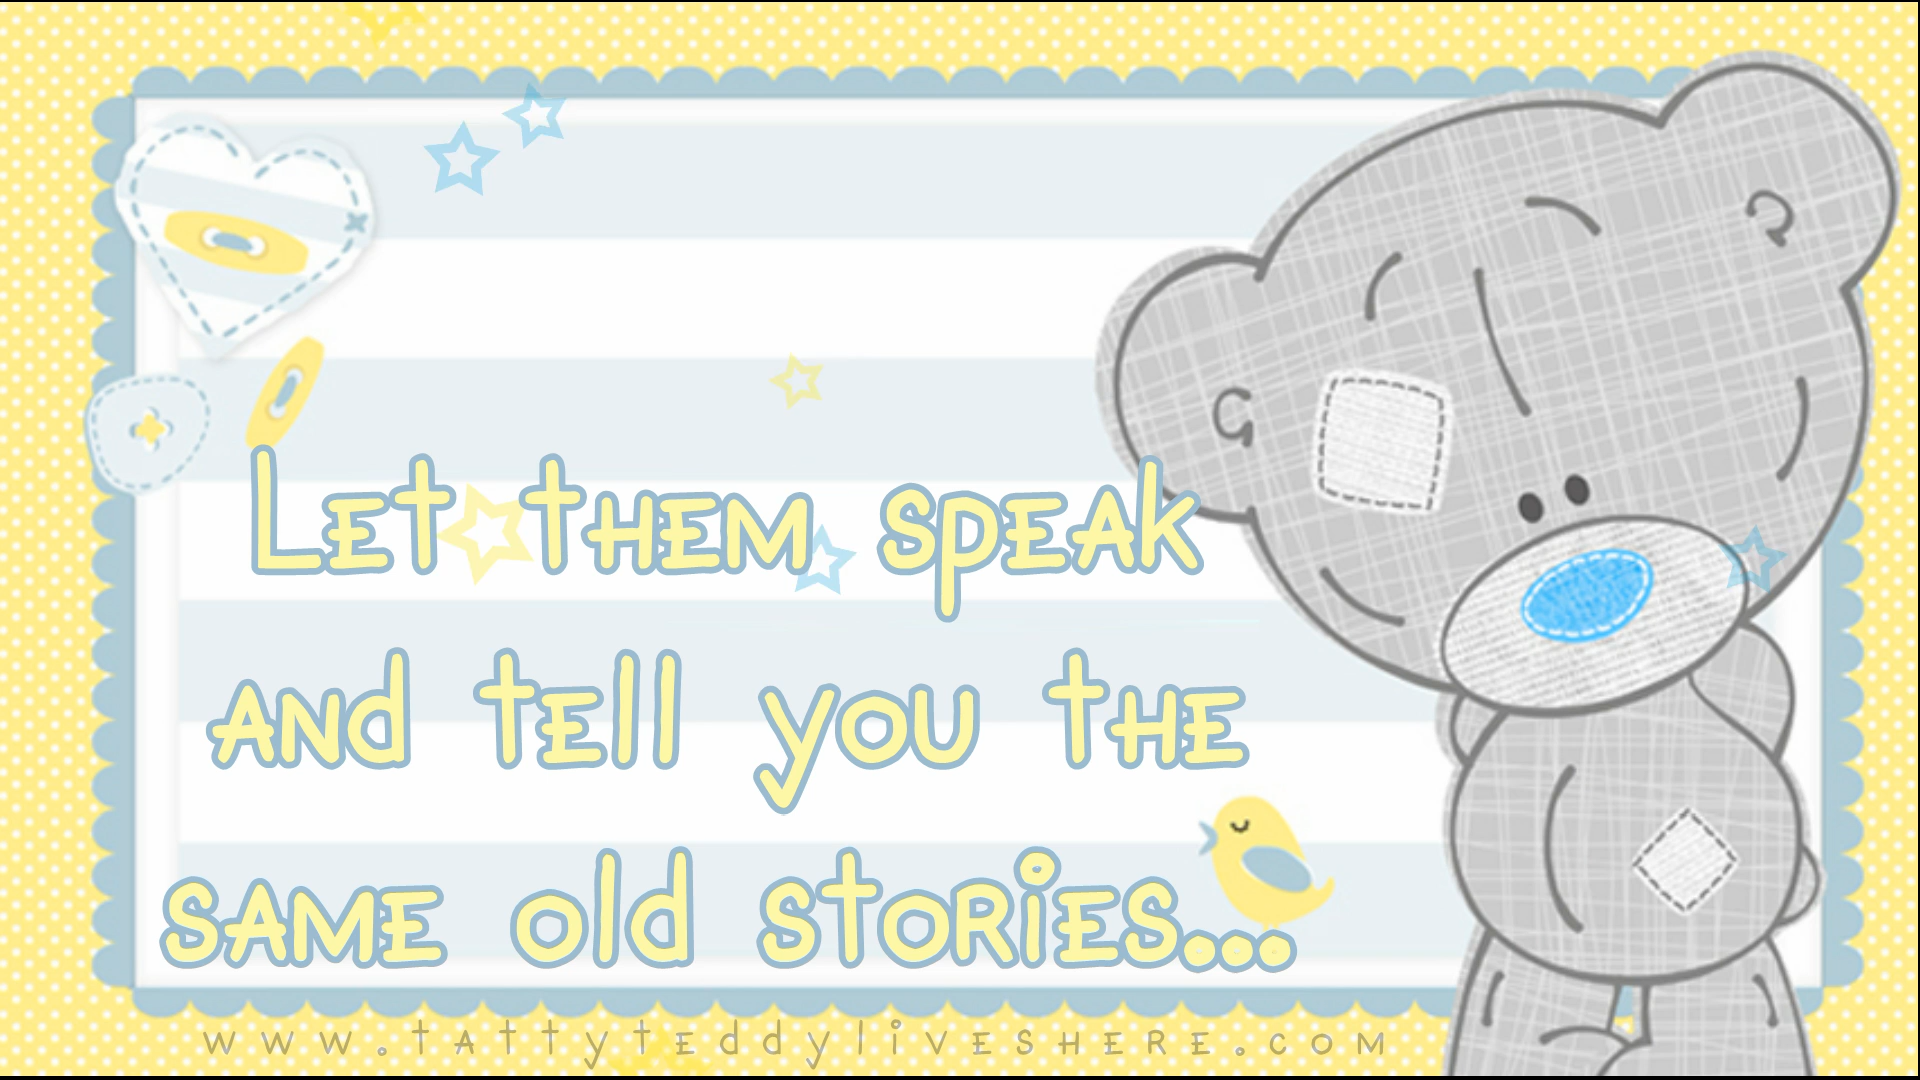 Let them speak
and tell you the
same old stories...
www.tattyteddyliveshere.com